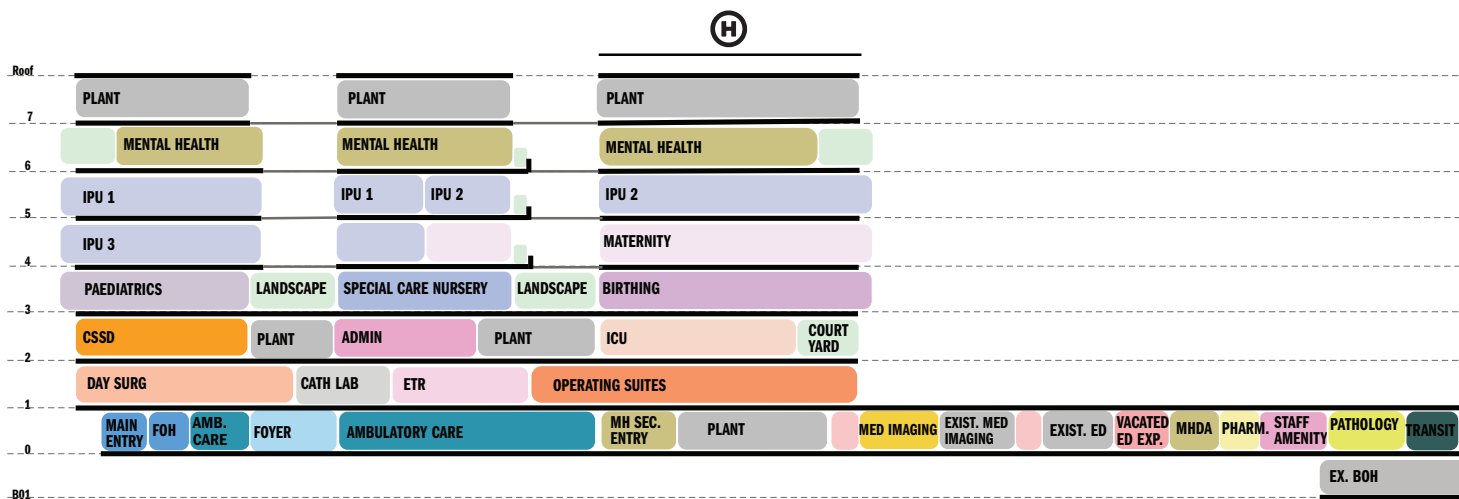 H
Roof
PLANT PLANT PLANT
7
MENTAL HEALTH MENTAL HEALTH MENTAL HEALTH
6
IPU 1 IPU 1 IPU 2 IPU 2
5
IPU 3 MATERNITY
4
PAEDIATRICS LANDSCAPE SPECIAL CARE NURSERY LANDSCAPE BIRTHING
3
CSSD PLANT ADMIN PLANT ICU COURT
YARD
2
DAY SURG CATH LAB ETR OPERATING SUITES
1
MAIN
ENTRY
FOH
AMB.
CARE
FOYER
AMBULATORY CARE
MH SEC.
ENTRY
PLANT
MED IMAGING
EXIST. MED
IMAGING
EXIST. ED
VACATED
ED EXP.
MHDA
PHARM.
STAFF
AMENITY
PATHOLOGY
TRANSIT
0
EX. BOH
B01